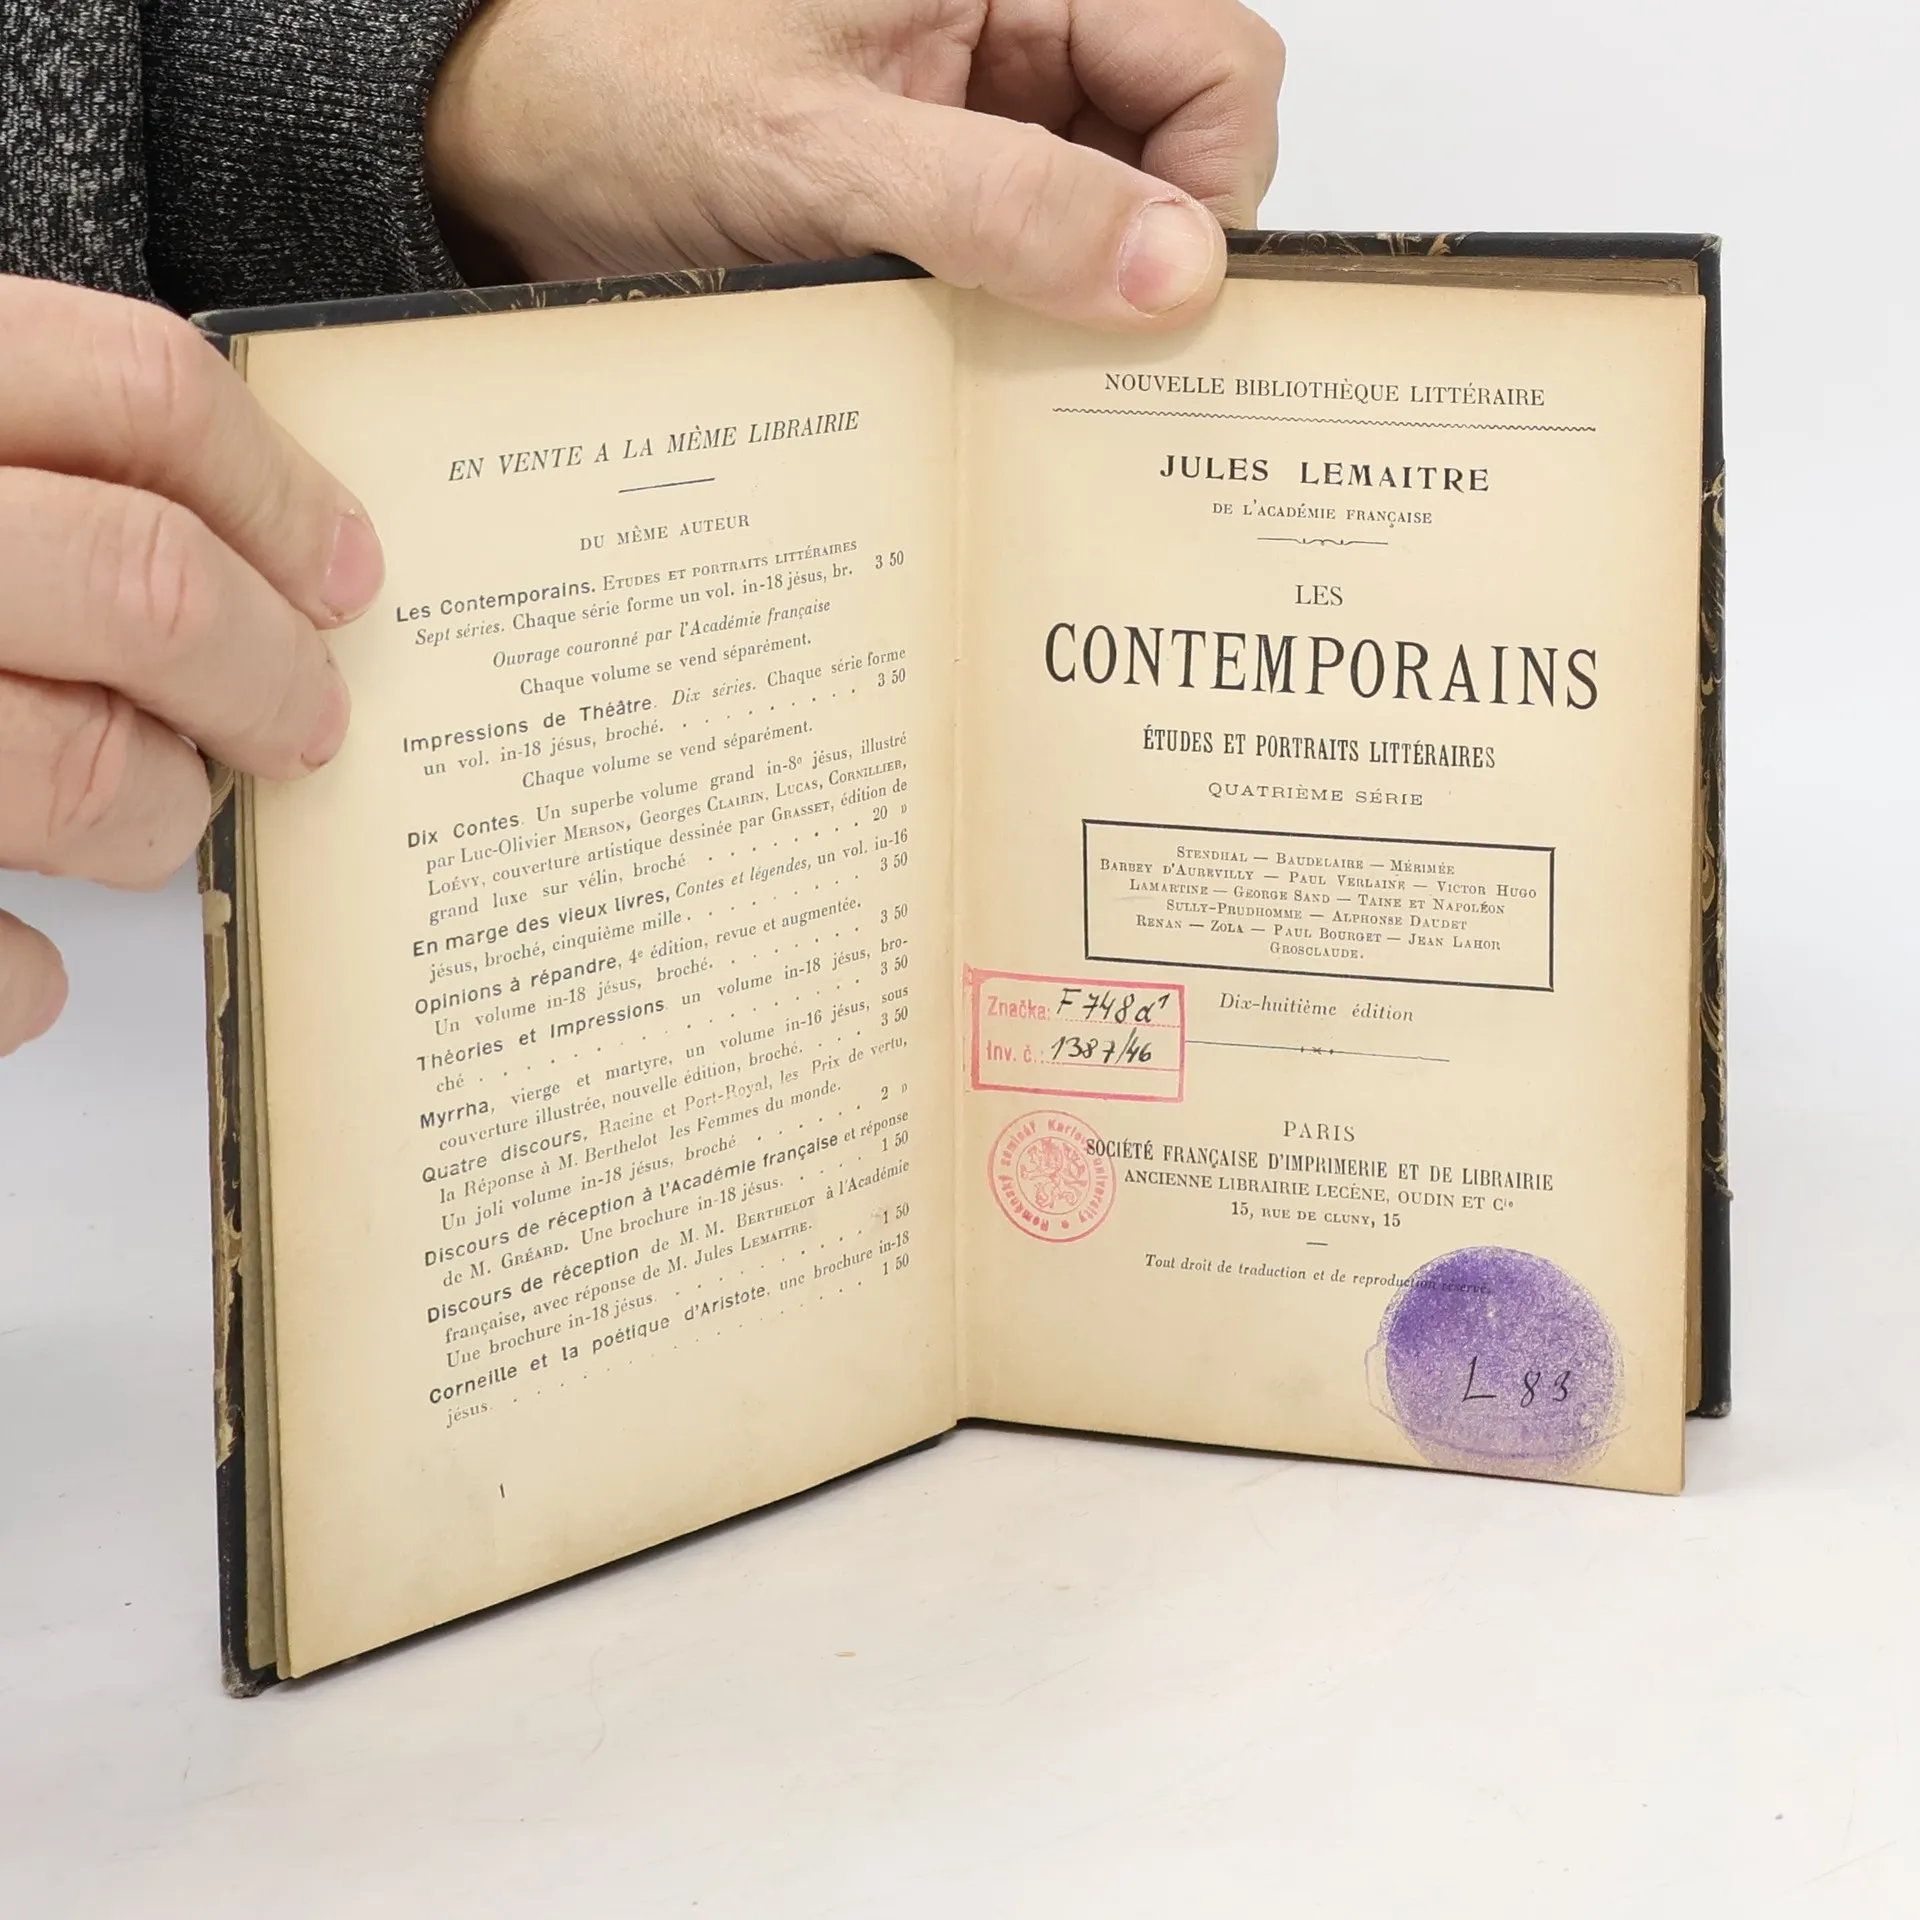 EN VENTE A LA MÊME LIBRAIRIE
DU MÊME AUTEUR
Les Contemporains. ETUDES ET PORTRAITS LITTÉRAIRES
Sept séries. Chaque série forme un vol. in-18 jésus, br. 3 50
Ouvrage couronné par l'Académie française
Chaque volume se vend séparément.
Impressions de Théâtre. Dix séries. Chaque série forme
un vol. in-18 jésus, broché. . . . . . . . . 3 50
Chaque volume se vend séparément.
Dix Contes. Un superbe volume grand in-8º jésus, illustré
par Luc-Olivier MERSON, Georges CLAIRIN, LUCAS, CORNILLIER,
LOÉVY, couverture artistique dessinée par GRASSET, édition de
grand luxe sur vélin, broché . . . . . . . 20 »
En marge des vieux livres, Contes et légendes, un vol. in-16
jésus, broché, cinquième mille . . . . . . . 3 50
Opinions à répandre, 4e édition, revue et augmentée.
Un volume in-18 jésus, broché. . . . . . . 3 50
Théories et Impressions un volume in-18 jésus, bro-
ché . . . . . . . . . . . . 3 50
Myrrha, vierge et martyre, un volume in-16 jésus, sous
couverture illustrée, nouvelle édition, broché. . . . 3 50
Quatre discours, Racine et Port-Royal, les Prix de vertu,
la Réponse à M. Berthelot les Femmes du monde.
Un joli volume in-18 jésus, broché . . . . . 2 »
Discours de réception à l'Académie française et réponse
de M. GRÉARD. Une brochure in-18 jésus. . . . 1 50
Discours de réception de M. M. BERTHELOT à l'Académie
française, avec réponse de M. Jules LEMAITRE.
Une brochure in-18 jésus. . . . . . . . 1 50
Corneille et la poétique d'Aristote, une brochure in-18
jésus. . . . . . . . . . . . . 1 50
1
NOUVELLE BIBLIOTHÈQUE LITTÉRAIRE
JULES LEMAITRE
DE L'ACADÉMIE FRANÇAISE
LES
CONTEMPORAINS
ÉTUDES ET PORTRAITS LITTÉRAIRES
QUATRIÈME SÉRIE
STENDHAL — BAUDELAIRE — MÉRIMÉE
BARBEY D'AUREVILLY — PAUL VERLAINE — VICTOR HUGO
LAMARTINE — GEORGE SAND — TAINE ET NAPOLÉON
SULLY-PRUDHOMME — ALPHONSE DAUDET
RENAN — ZOLA — PAUL BOURGET — JEAN LAHOR
GROSCLAUDE.
Dix-huitième édition
Značka: F 748 d1
Inv. č.: 1387/46
Románský seminář Karlovy university
PARIS
SOCIÉTÉ FRANÇAISE D'IMPRIMERIE ET DE LIBRAIRIE
ANCIENNE LIBRAIRIE LECÈNE, OUDIN ET Cie
15, RUE DE CLUNY, 15
Tout droit de traduction et de reproduction réservé.
L 83